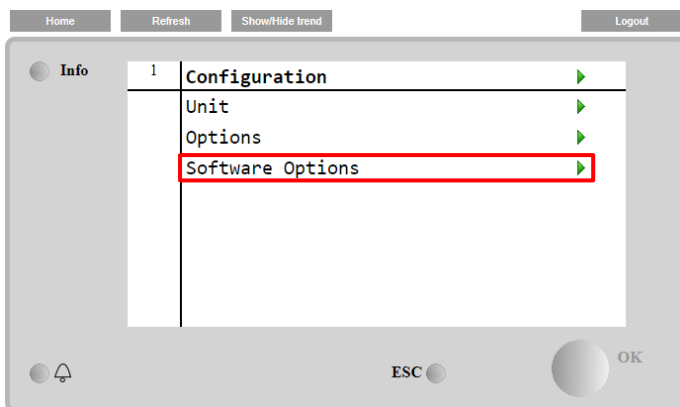 Home Refresh Show/Hide trend Logout
Info
1 Configuration
Unit
Options
Software Options
ESC
OK